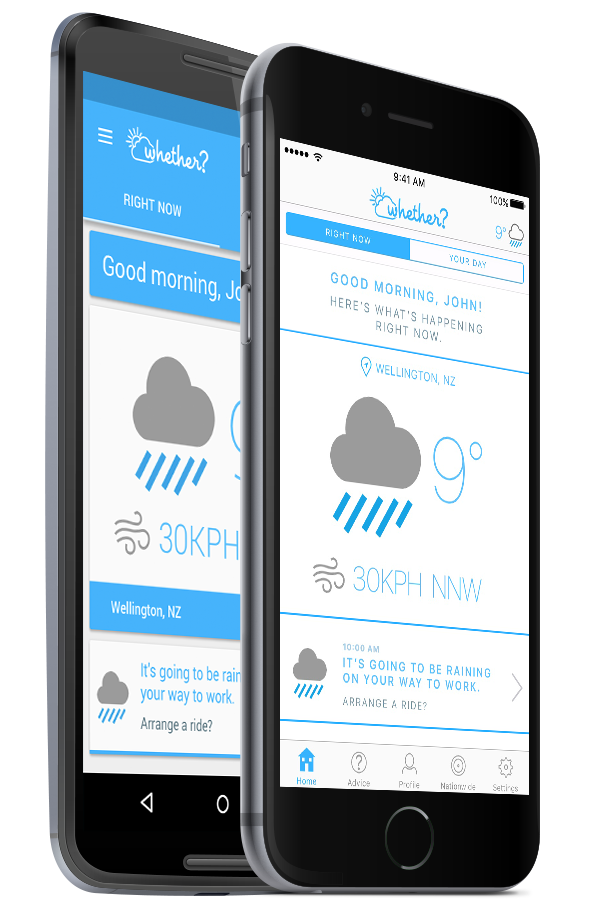 whether?
RIGHT NOW
Good morning, Jo
30KPH
Wellington, NZ
It's going to be rain
your way to work.
Arrange a ride?
9:41 AM
100%
whether?
9°
RIGHT NOW
YOUR DAY
GOOD MORNING, JOHN!
HERE'S WHAT'S HAPPENING
RIGHT NOW.
WELLINGTON, NZ
9°
30KPH NNW
10:00 AM
IT'S GOING TO BE RAINING
ON YOUR WAY TO WORK.
ARRANGE A RIDE?
Home
Advice
Profile
Nationwide
Settings